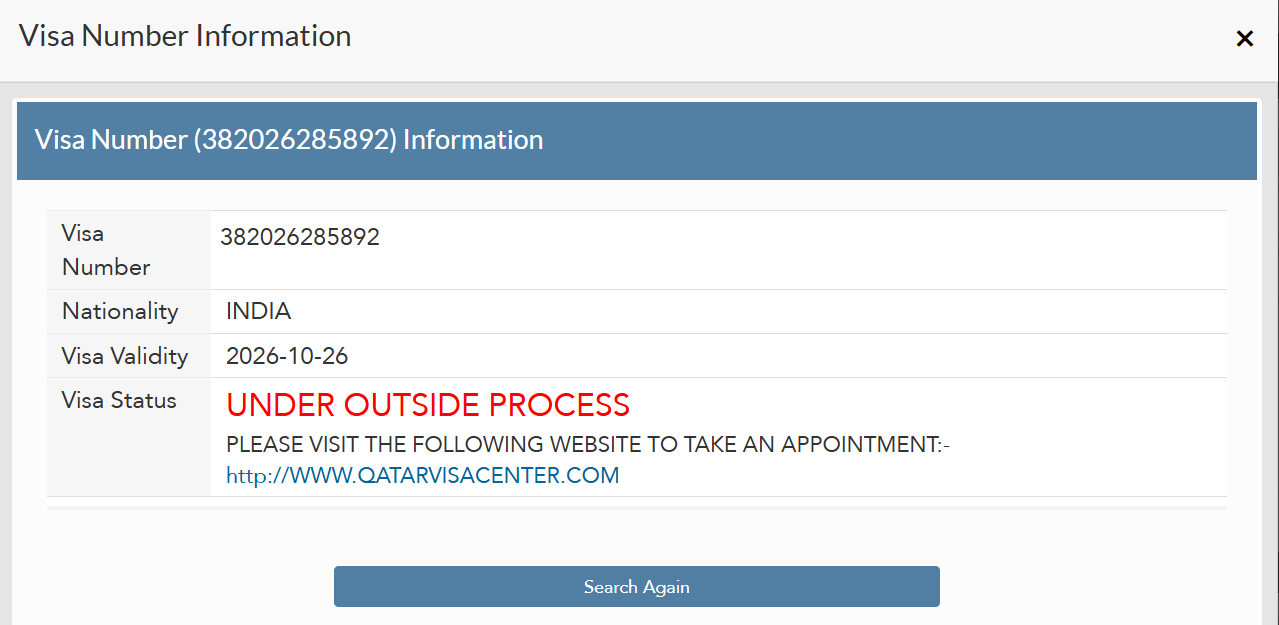 Visa Number Information
×
Visa Number (382026285892) Information
Visa
Number
382026285892
Nationality
INDIA
Visa Validity
2026-10-26
Visa Status
UNDER OUTSIDE PROCESS
PLEASE VISIT THE FOLLOWING WEBSITE TO TAKE AN APPOINTMENT:-
http://WWW.QATARVISACENTER.COM
Search Again